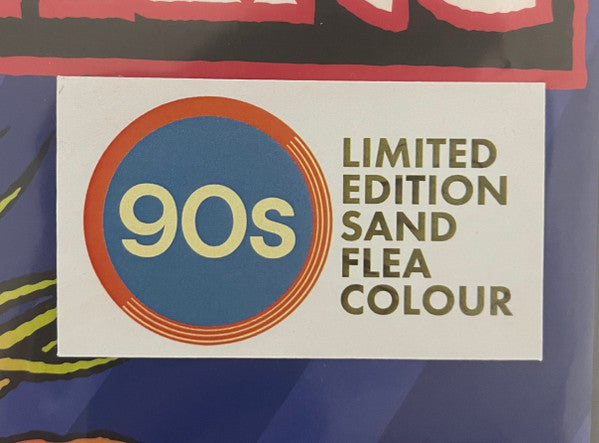 90s
LIMITED
EDITION
SAND
FLEA
COLOUR